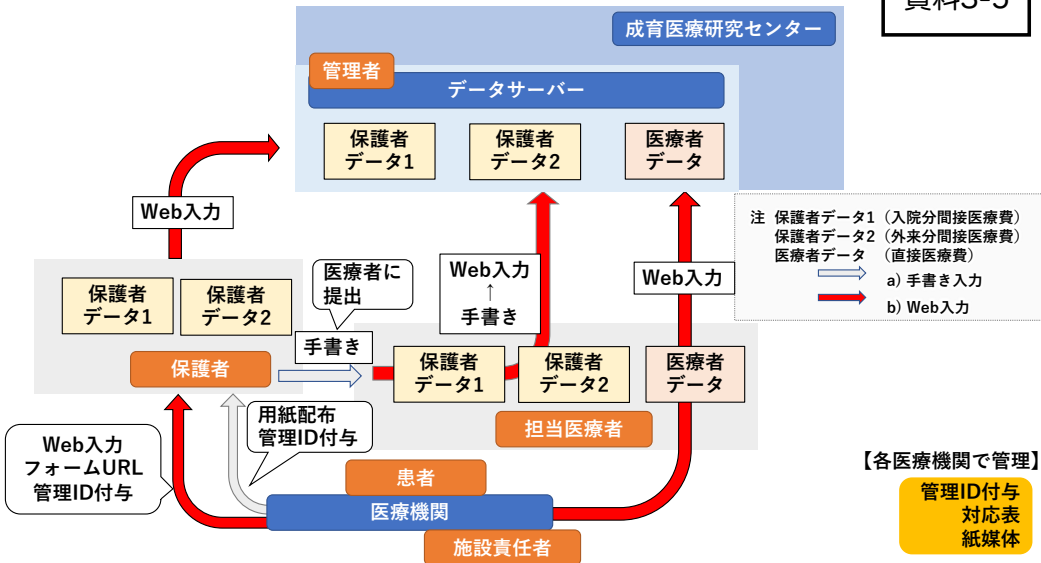 資料3-5
成育医療研究センター
管理者
データサーバー
保護者
データ1
保護者
データ2
医療者
データ
Web入力
注 保護者データ1（入院分間接医療費）
保護者データ2（外来分間接医療費）
医療者データ （直接医療費）
a) 手書き入力
b) Web入力
医療者に
提出
Web入力
↑
手書き
Web入力
保護者
データ1
保護者
データ2
手書き
保護者
保護者
データ1
保護者
データ2
医療者
データ
担当医療者
用紙配布
管理ID付与
Web入力
フォームURL
管理ID付与
患者
医療機関
施設責任者
【各医療機関で管理】
管理ID付与
対応表
紙媒体